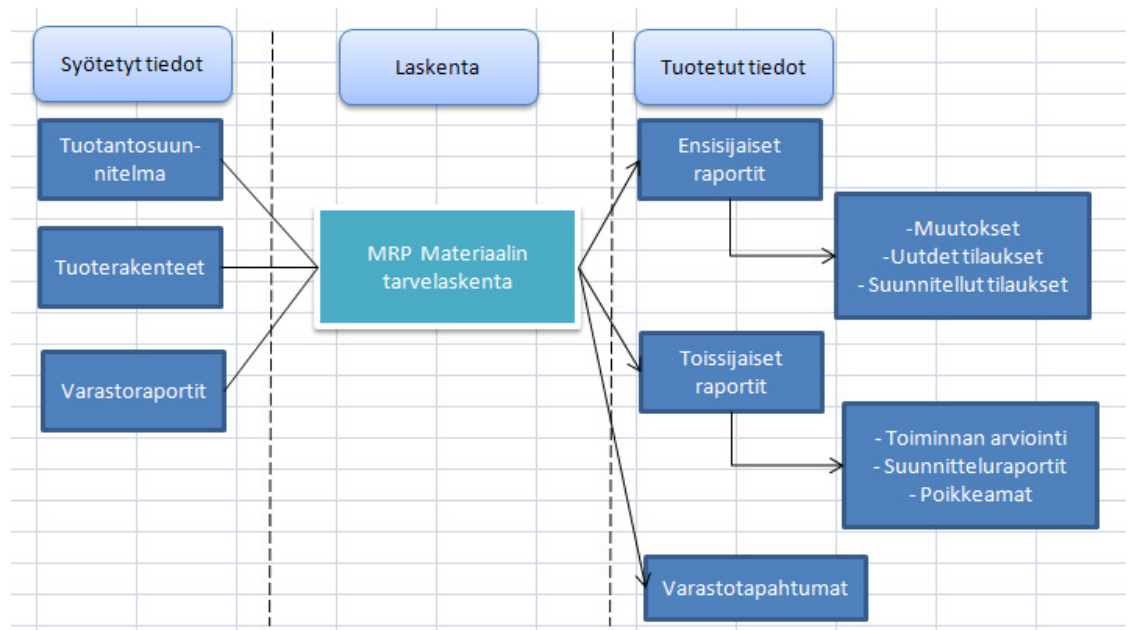 Syötetyt tiedot
Laskenta
Tuotetut tiedot
Tuotantosuun-
nitelma
Tuoterakenteet
Varastoraportit
MRP Materiaalin
tarvelaskenta
Ensisijaiset
raportit
-Muutokset
-Uutdet tilaukset
- Suunnitellut tilaukset
Toissijaiset
raportit
- Toiminnan arviointi
- Suunnitteluraportit
- Poikkeamat
Varastotapahtumat